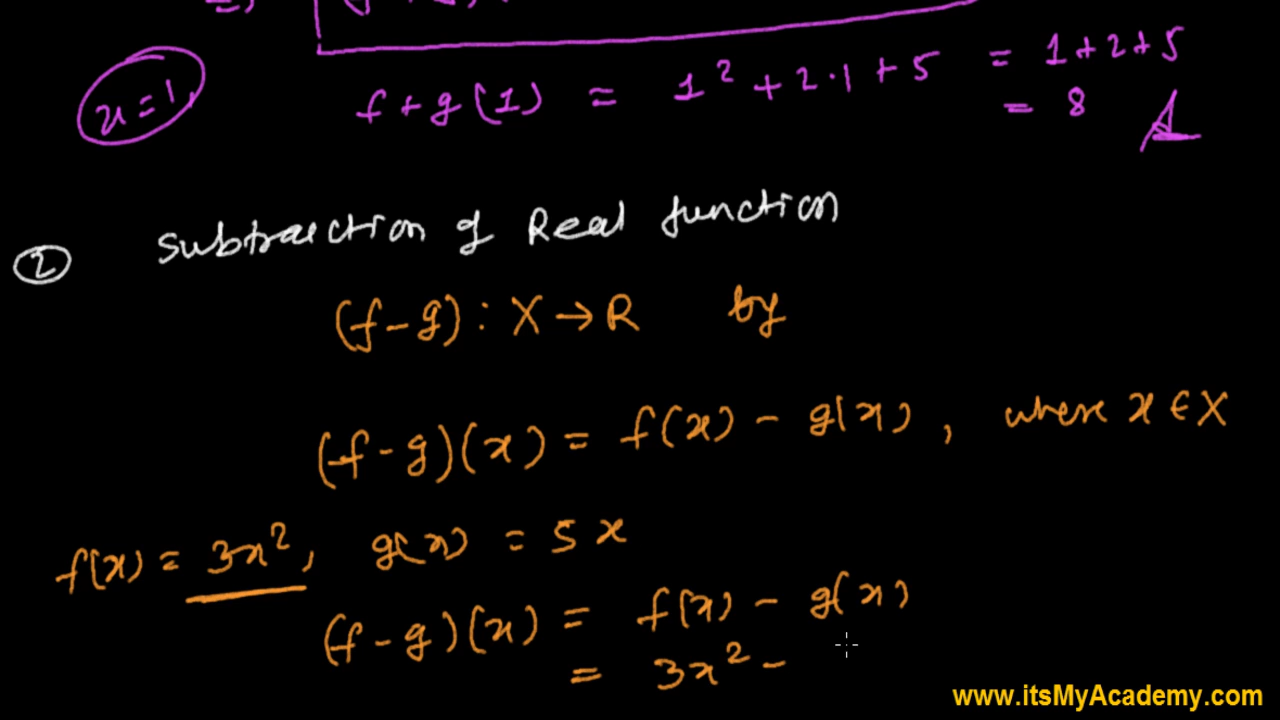 x=1,
f+g(1) = 1² + 2·1 + 5 = 1+2+5
= 8
② Subtraction of Real function
(f-g) : X → R by
(f-g)(x) = f(x) - g(x), where x ∈ X
f(x) = 3x², g(x) = 5x
(f-g)(x) = f(x) - g(x)
= 3x² -
www.itsMyAcademy.com